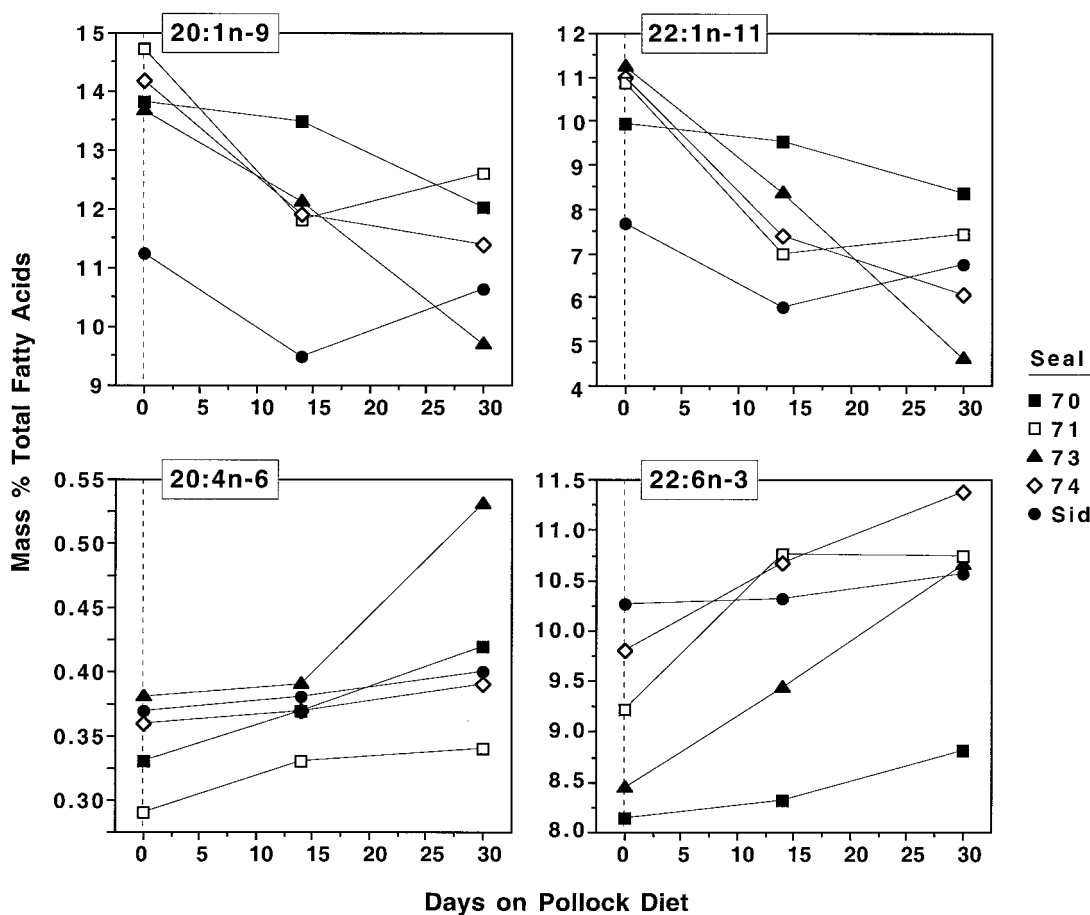 20:1n-9
15
14
13
12
11
10
9
0 5 10 15 20 25 30
22:1n-11
12
11
10
9
8
7
6
5
4
0 5 10 15 20 25 30
20:4n-6
0.55
0.50
0.45
0.40
0.35
0.30
0 5 10 15 20 25 30
22:6n-3
11.5
11.0
10.5
10.0
9.5
9.0
8.5
8.0
0 5 10 15 20 25 30
Mass % Total Fatty Acids
Days on Pollock Diet
Seal
70
71
73
74
Sid